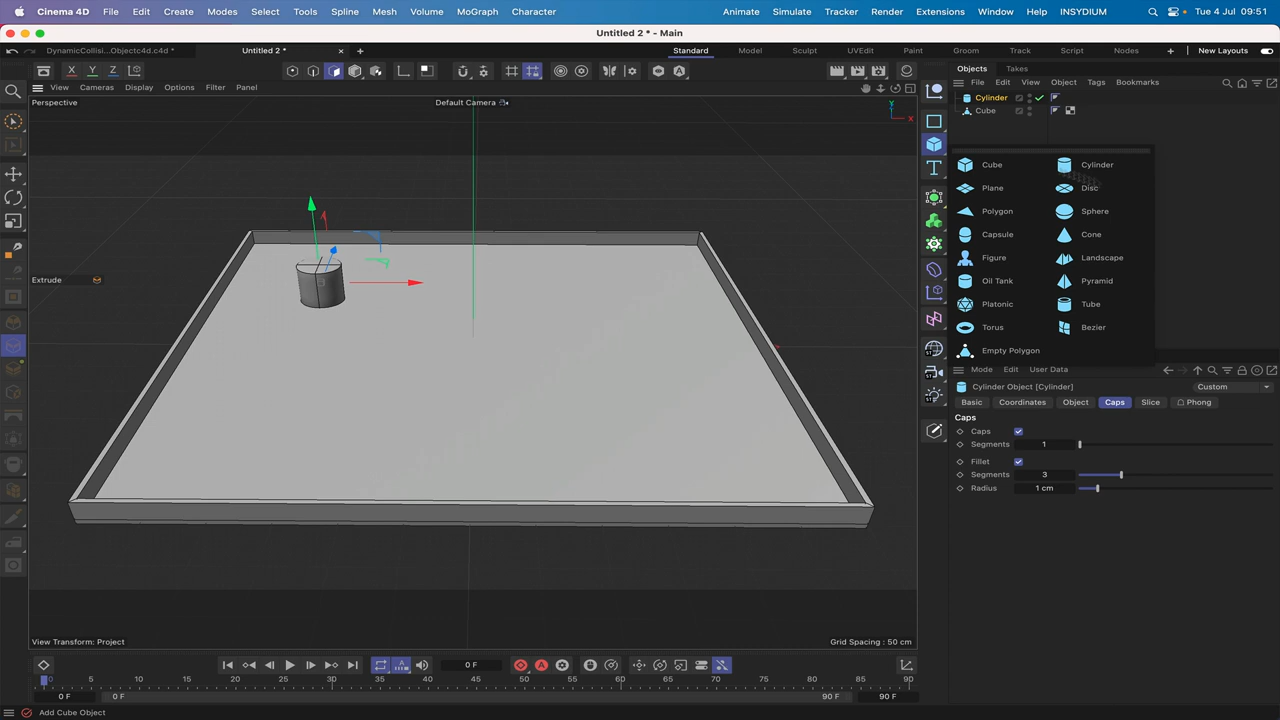 Cinema 4D File Edit Create Modes Select Tools Spline Mesh Volume MoGraph Character Animate Simulate Tracker Render Extensions Window Help INSYDIUM Tue 4 Jul 09:51
Untitled 2 * - Main
DynamicCollisi...Objectc4d.c4d * Untitled 2 * Standard Model Sculpt UVEdit Paint Groom Track Script Nodes New Layouts
X Y Z
Objects Takes
View Cameras Display Options Filter Panel
File Edit View Object Tags Bookmarks
Perspective Default Camera
Y X
Cylinder
Cube
Cube Cylinder
Plane Disc
Polygon Sphere
Capsule Cone
Figure Landscape
Oil Tank Pyramid
Platonic Tube
Torus Bezier
Empty Polygon
Extrude
Mode Edit User Data
Cylinder Object [Cylinder] Custom
Basic Coordinates Object Caps Slice Phong
Caps
Caps
Segments 1
Fillet
Segments 3
Radius 1 cm
View Transform: Project Grid Spacing : 50 cm
0 F
0 5 10 15 20 25 30 35 40 45 50 55 60 65 70 75 80 85 90
0 F 0 F 90 F 90 F
Add Cube Object